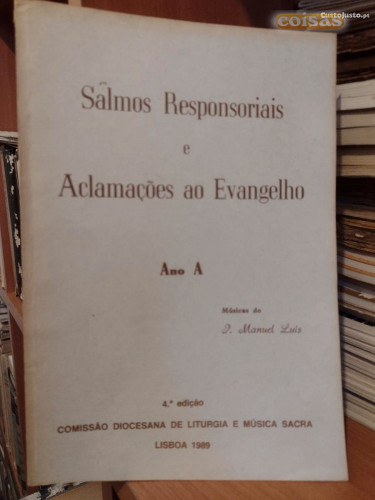 coisas
CustoJusto.pt
Salmos Responsoriais
e
Aclamações ao Evangelho
Ano A
Músicas de
J. Manuel Luís
4.ª edição
COMISSÃO DIOCESANA DE LITURGIA E MÚSICA SACRA
LISBOA 1989